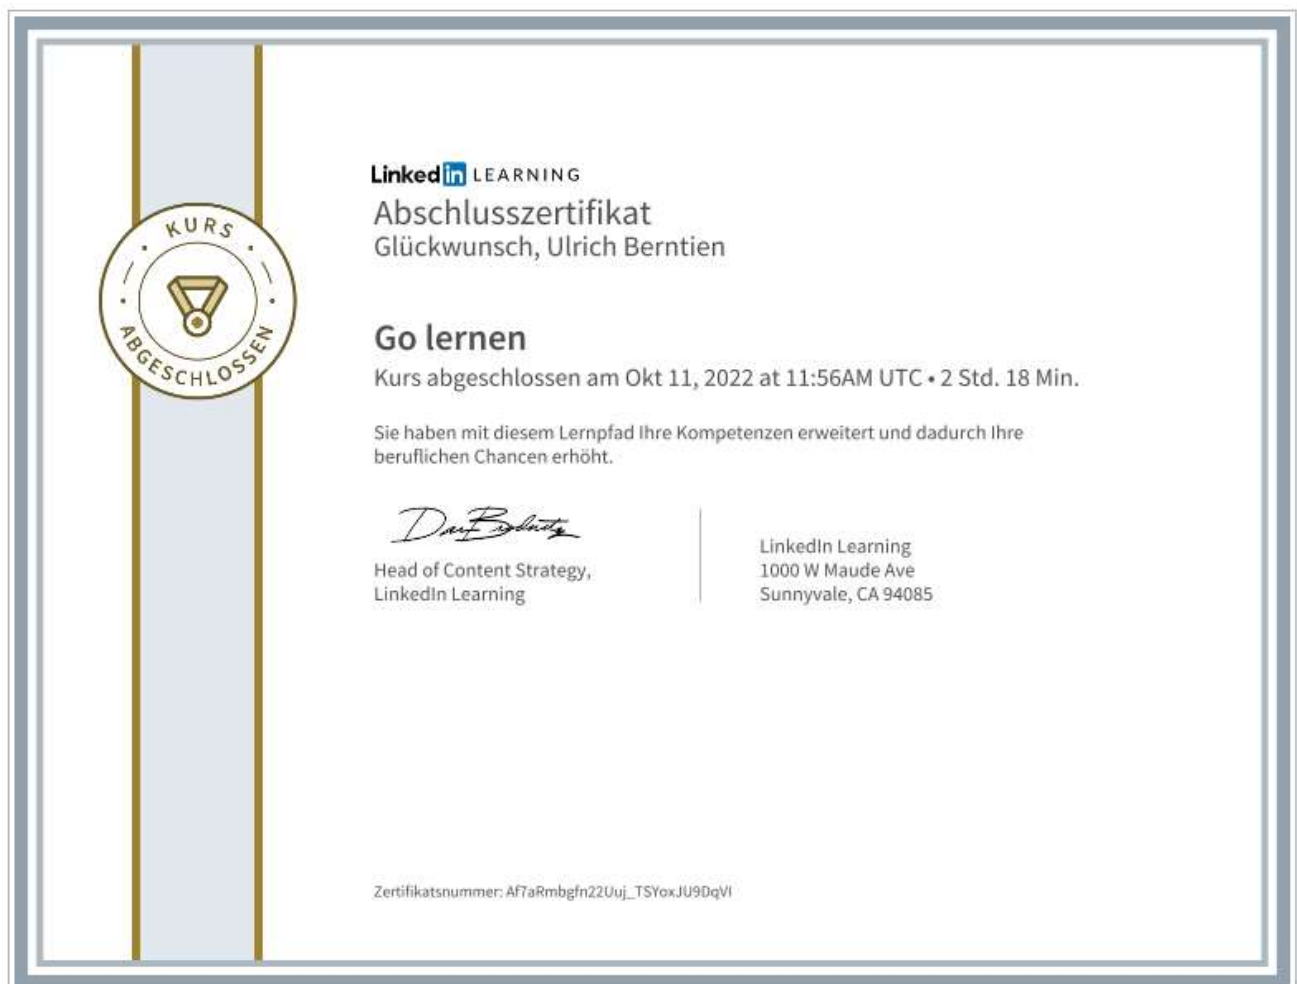 KURS
ABGESCHLOSSEN
Linkedin LEARNING
Abschlusszertifikat
Glückwunsch, Ulrich Berntien
Go lernen
Kurs abgeschlossen am Okt 11, 2022 at 11:56AM UTC • 2 Std. 18 Min.
Sie haben mit diesem Lernpfad Ihre Kompetenzen erweitert und dadurch Ihre
beruflichen Chancen erhöht.
Head of Content Strategy,
LinkedIn Learning
LinkedIn Learning
1000 W Maude Ave
Sunnyvale, CA 94085
Zertifikatsnummer: Af7aRmbgfn22Uuj_TSYoxJU9DqVI